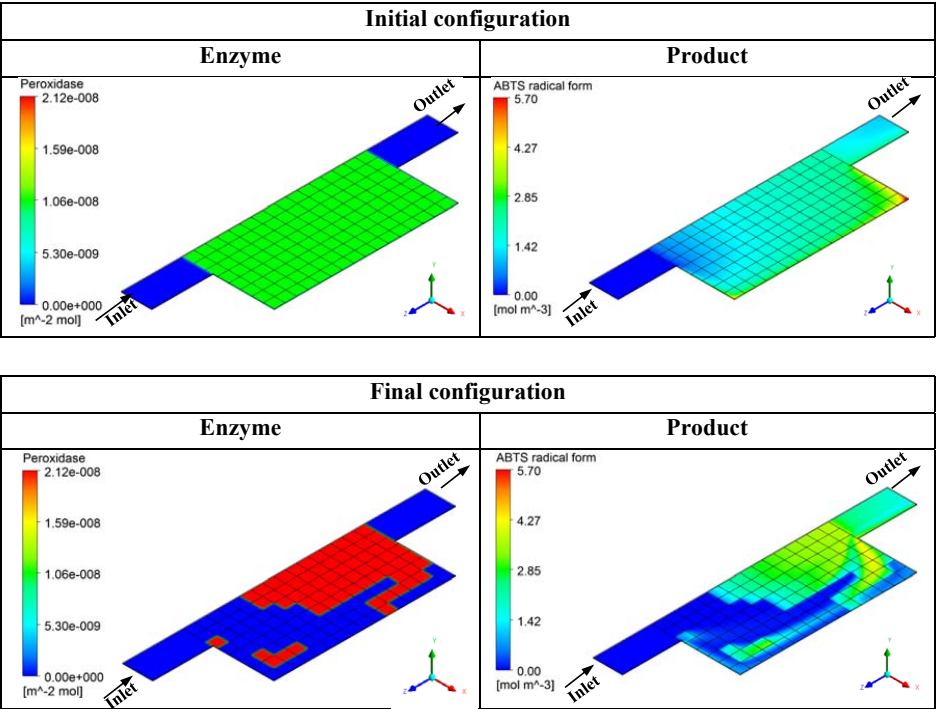 Initial configuration
Enzyme
Product
Peroxidase
2.12e-008
1.59e-008
1.06e-008
5.30e-009
0.00e+000
[m^-2 mol]
Inlet
Outlet
Y
X
Z
ABTS radical form
5.70
4.27
2.85
1.42
0.00
[mol m^-3]
Inlet
Outlet
Y
X
Z
Final configuration
Enzyme
Product
Peroxidase
2.12e-008
1.59e-008
1.06e-008
5.30e-009
0.00e+000
[m^-2 mol]
Inlet
Outlet
Y
X
Z
ABTS radical form
5.70
4.27
2.85
1.42
0.00
[mol m^-3]
Inlet
Outlet
Y
X
Z